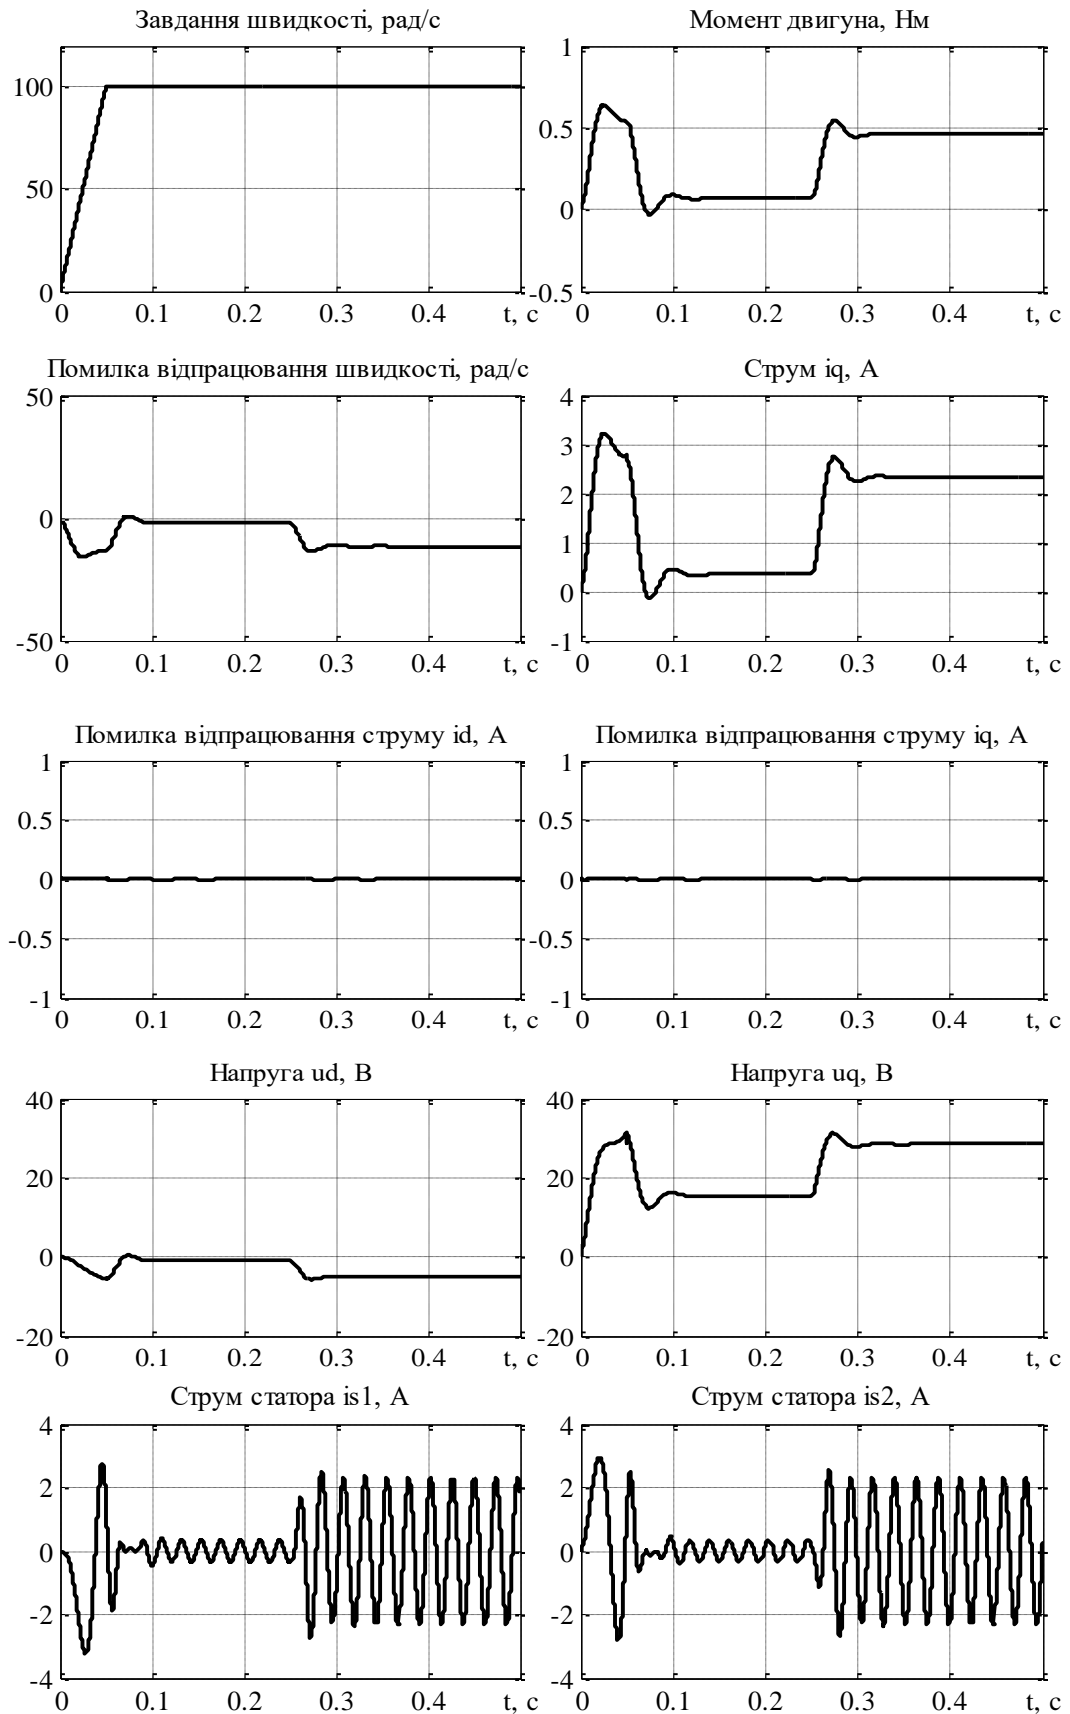 Завдання швидкості, рад/с
100
50
0
0 0.1 0.2 0.3 0.4 t, с
Момент двигуна, Нм
1
0.5
0
-0.5
0 0.1 0.2 0.3 0.4 t, с
Помилка відпрацювання швидкості, рад/с
50
0
-50
0 0.1 0.2 0.3 0.4 t, с
Струм iq, А
4
3
2
1
0
-1
0 0.1 0.2 0.3 0.4 t, с
Помилка відпрацювання струму id, А
1
0.5
0
-0.5
-1
0 0.1 0.2 0.3 0.4 t, с
Помилка відпрацювання струму iq, А
1
0.5
0
-0.5
-1
0 0.1 0.2 0.3 0.4 t, с
Напруга ud, В
40
20
0
-20
0 0.1 0.2 0.3 0.4 t, с
Напруга uq, В
40
20
0
-20
0 0.1 0.2 0.3 0.4 t, с
Струм статора is1, А
4
2
0
-2
-4
0 0.1 0.2 0.3 0.4 t, с
Струм статора is2, А
4
2
0
-2
-4
0 0.1 0.2 0.3 0.4 t, с